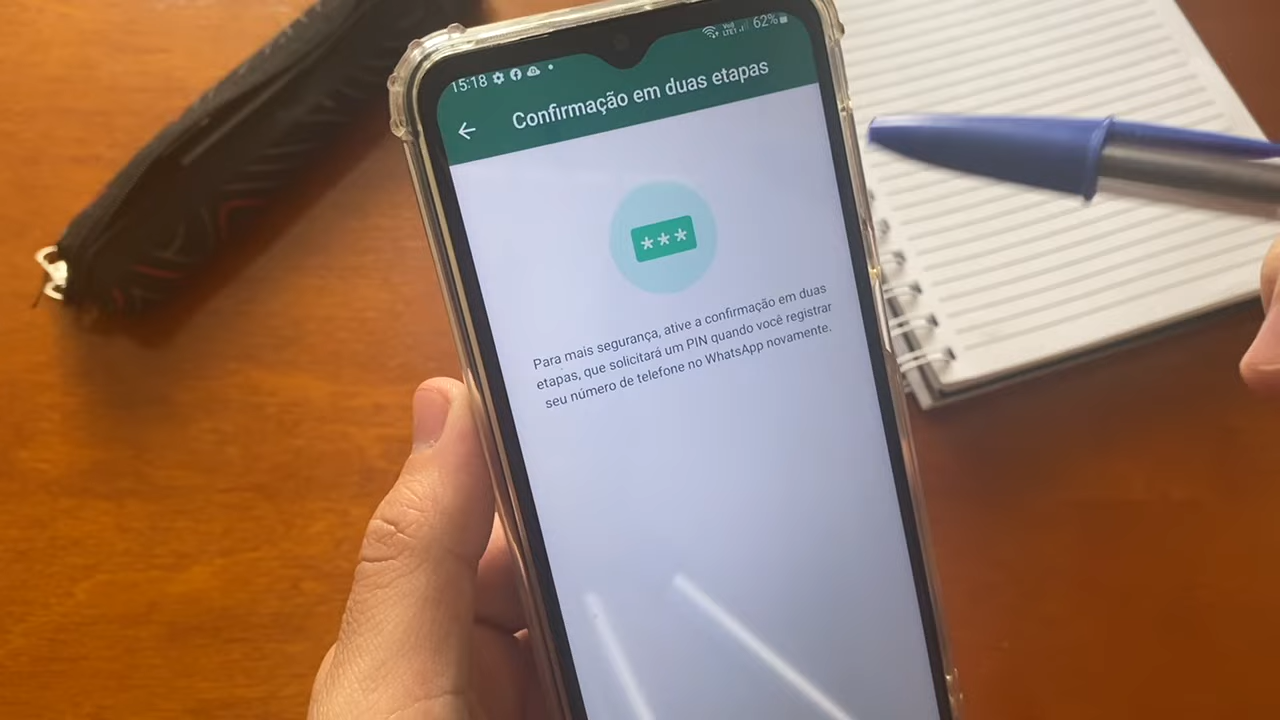 15:18
62%
Confirmação em duas etapas
***
Para mais segurança, ative a confirmação em duas
etapas, que solicitará um PIN quando você registrar
seu número de telefone no WhatsApp novamente.